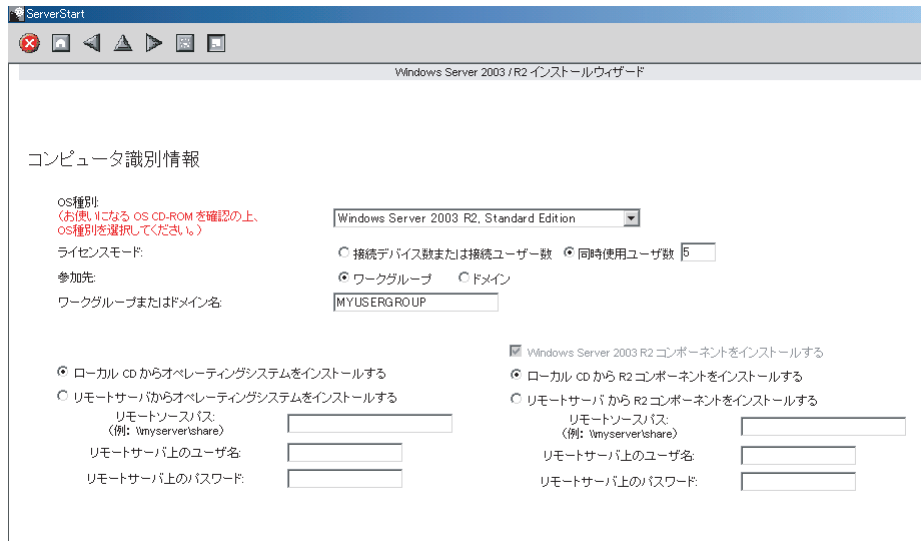 ServerStart
Windows Server 2003 / R2 インストールウィザード
コンピュータ識別情報
OS種別:
(お使いになる OS CD-ROM を確認の上、
OS種別を選択してください。)
Windows Server 2003 R2, Standard Edition
ライセンスモード:
接続デバイス数または接続ユーザー数 同時使用ユーザ数 5
参加先:
ワークグループ ドメイン
ワークグループまたはドメイン名:
MYUSERGROUP
ローカル CD からオペレーティングシステムをインストールする
リモートサーバからオペレーティングシステムをインストールする
リモートソースパス:
(例: \\myserver\share)
リモートサーバ上のユーザ名:
リモートサーバ上のパスワード:
Windows Server 2003 R2 コンポーネントをインストールする
ローカル CD から R2 コンポーネントをインストールする
リモートサーバ から R2 コンポーネントをインストールする
リモートソースパス:
(例: \\myserver\share)
リモートサーバ上のユーザ名:
リモートサーバ上のパスワード: